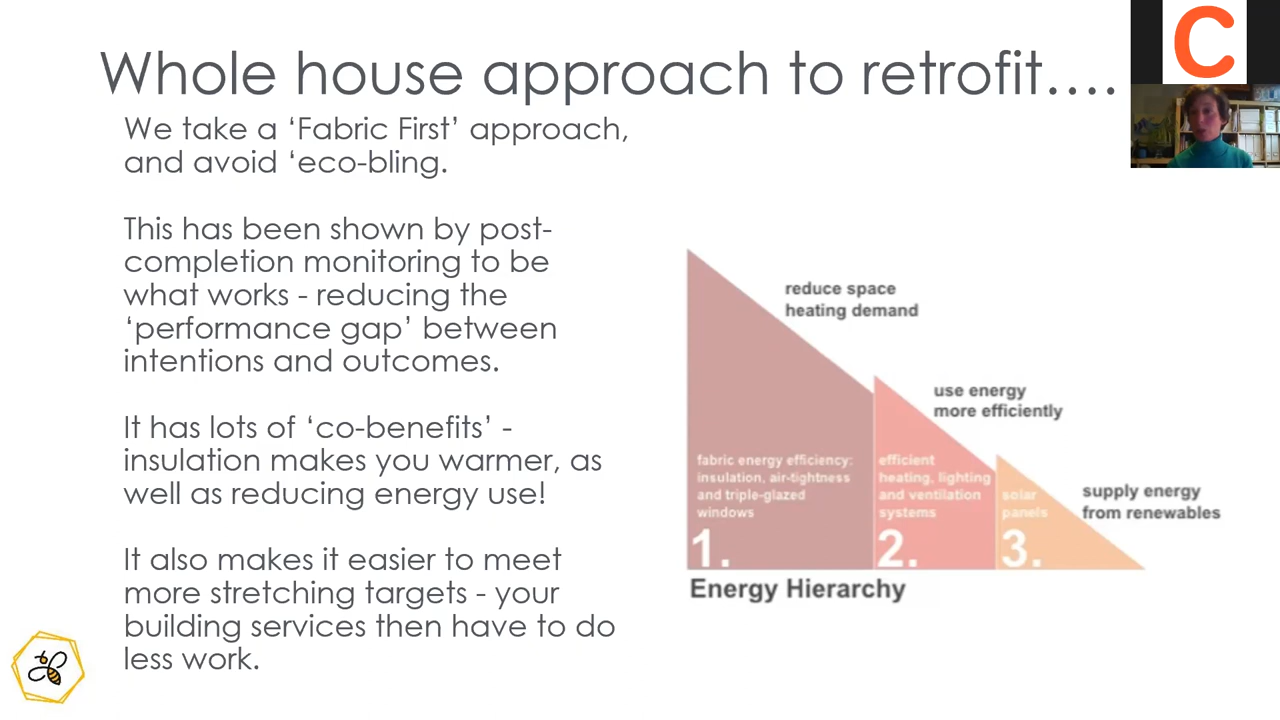 Whole house approach to retrofit....
C
We take a ‘Fabric First’ approach,
and avoid ‘eco-bling.
This has been shown by post-
completion monitoring to be
what works - reducing the
‘performance gap’ between
intentions and outcomes.
It has lots of ‘co-benefits’ -
insulation makes you warmer, as
well as reducing energy use!
It also makes it easier to meet
more stretching targets - your
building services then have to do
less work.
reduce space
heating demand
use energy
more efficiently
supply energy
from renewables
fabric energy efficiency:
insulation, air-tightness
and triple-glazed
windows
1.
efficient
heating, lighting
and ventilation
systems
2.
solar
panels
3.
Energy Hierarchy